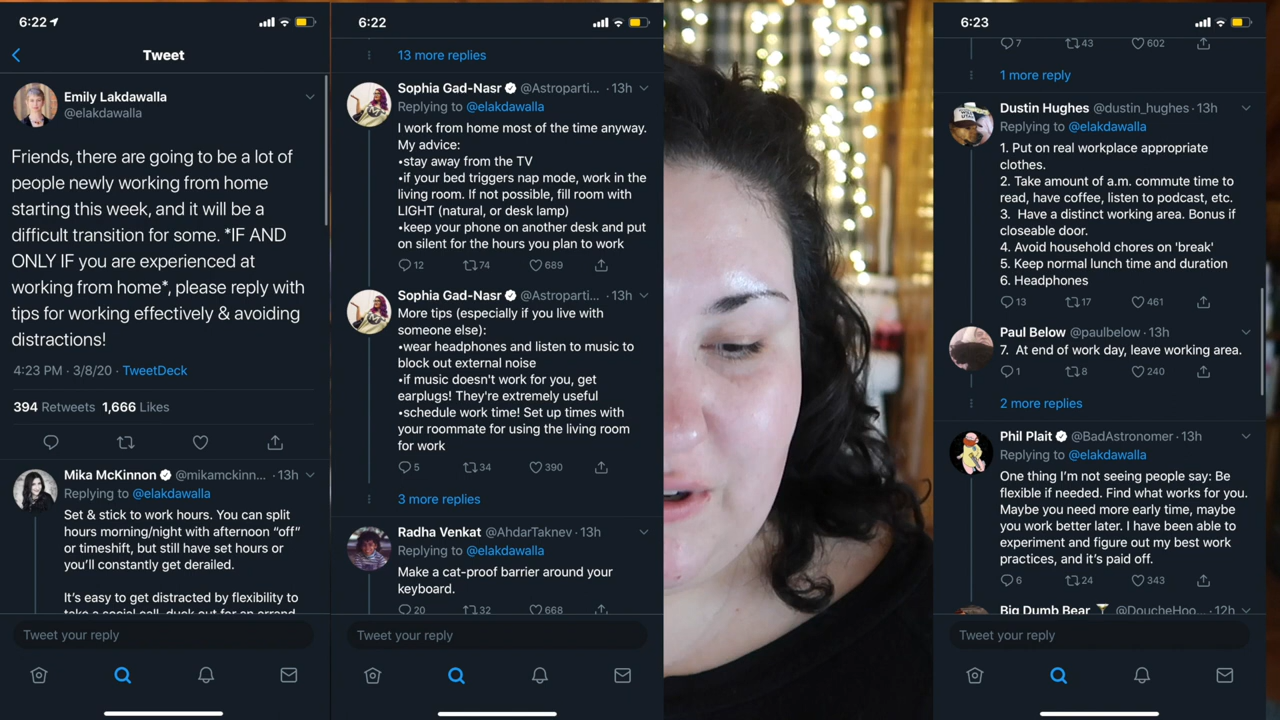 6:22
Tweet
Emily Lakdawalla
@elakdawalla
Friends, there are going to be a lot of
people newly working from home
starting this week, and it will be a
difficult transition for some. *IF AND
ONLY IF you are experienced at
working from home*, please reply with
tips for working effectively & avoiding
distractions!
4:23 PM · 3/8/20 · TweetDeck
394 Retweets 1,666 Likes
Mika McKinnon @mikamckinn... · 13h
Replying to @elakdawalla
Set & stick to work hours. You can split
hours morning/night with afternoon “off”
or timeshift, but still have set hours or
you’ll constantly get derailed.
It’s easy to get distracted by flexibility to
take a social call, duck out for an errand
Tweet your reply
6:22
13 more replies
Sophia Gad-Nasr @Astroparti... · 13h
Replying to @elakdawalla
I work from home most of the time anyway.
My advice:
•stay away from the TV
•if your bed triggers nap mode, work in the
living room. If not possible, fill room with
LIGHT (natural, or desk lamp)
•keep your phone on another desk and put
on silent for the hours you plan to work
12 74 689
Sophia Gad-Nasr @Astroparti... · 13h
More tips (especially if you live with
someone else):
•wear headphones and listen to music to
block out external noise
•if music doesn't work for you, get
earplugs! They're extremely useful
•schedule work time! Set up times with
your roommate for using the living room
for work
5 34 390
3 more replies
Radha Venkat @AhdarTaknev · 13h
Replying to @elakdawalla
Make a cat-proof barrier around your
keyboard.
20 32 668
Tweet your reply
6:23
7 43 602
1 more reply
Dustin Hughes @dustin_hughes · 13h
Replying to @elakdawalla
1. Put on real workplace appropriate
clothes.
2. Take amount of a.m. commute time to
read, have coffee, listen to podcast, etc.
3. Have a distinct working area. Bonus if
closeable door.
4. Avoid household chores on 'break'
5. Keep normal lunch time and duration
6. Headphones
13 17 461
Paul Below @paulbelow · 13h
7. At end of work day, leave working area.
1 8 240
2 more replies
Phil Plait @BadAstronomer · 13h
Replying to @elakdawalla
One thing I’m not seeing people say: Be
flexible if needed. Find what works for you.
Maybe you need more early time, maybe
you work better later. I have been able to
experiment and figure out my best work
practices, and it’s paid off.
6 24 343
Big Dumb Bear @DoucheHoo... · 12h
Tweet your reply